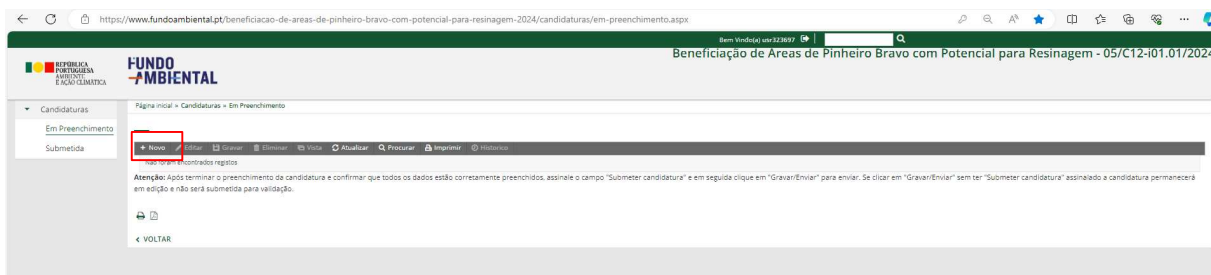 https://www.fundoambiental.pt/beneficiacao-de-areas-de-pinheiro-bravo-com-potencial-para-resinagem-2024/candidaturas/em-preenchimento.aspx
Bem Vindo(a) usr323697
Beneficiação de Áreas de Pinheiro Bravo com Potencial para Resinagem - 05/C12-i01.01/2024
REPÚBLICA
PORTUGUESA
AMBIENTE
E AÇÃO CLIMÁTICA
FUNDO
AMBIENTAL
Candidaturas
Em Preenchimento
Submetida
Página inicial » Candidaturas » Em Preenchimento
+ Novo Editar Gravar Eliminar Vista Atualizar Procurar Imprimir Historico
Não foram encontrados registos
Atenção: Após terminar o preenchimento da candidatura e confirmar que todos os dados estão corretamente preenchidos, assinale o campo "Submeter candidatura" e em seguida clique em "Gravar/Enviar" para enviar. Se clicar em "Gravar/Enviar" sem ter "Submeter candidatura" assinalado a candidatura permanecerá
em edição e não será submetida para validação.
< VOLTAR